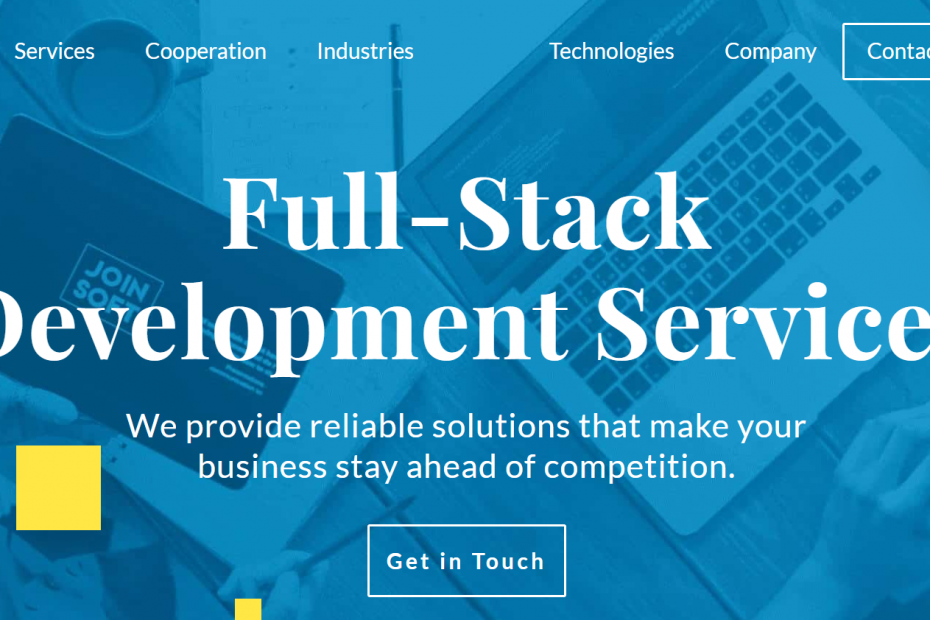 Services Cooperation Industries Technologies Company Contac
Full-Stack
Development Service
We provide reliable solutions that make your
business stay ahead of competition.
Get in Touch
JOIN